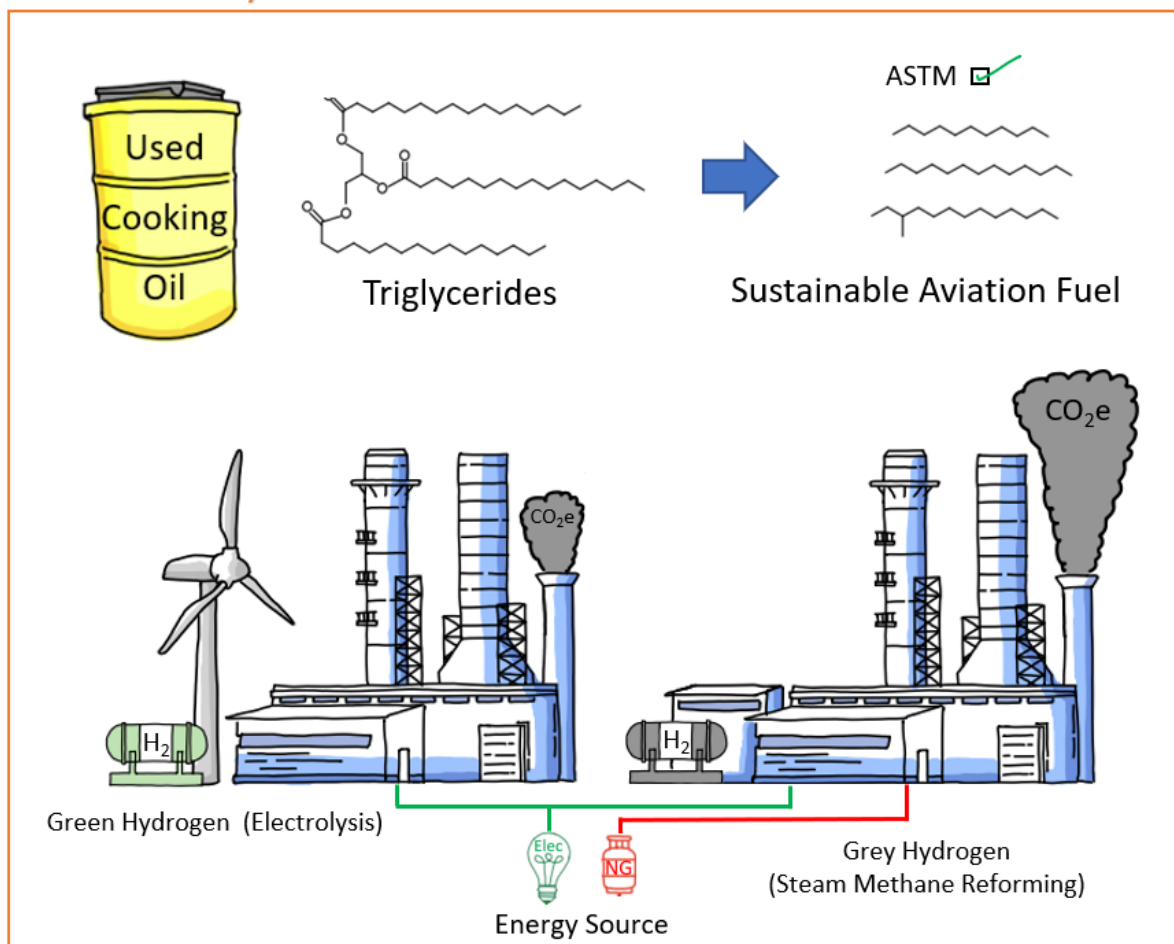 Used
Cooking
Oil
O
O
O
O
O
Triglycerides
ASTM
Sustainable Aviation Fuel
CO₂e
CO₂e
H₂
H₂
Green Hydrogen (Electrolysis)
Elec
NG
Energy Source
Grey Hydrogen
(Steam Methane Reforming)